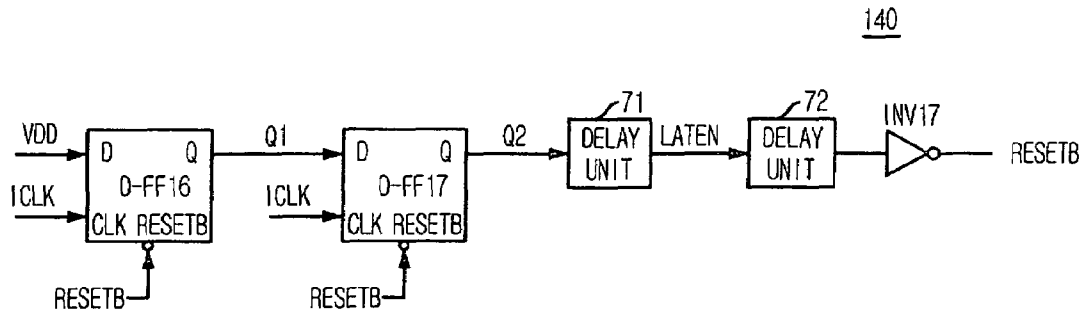 140
VDD
D Q
D-FF16
ICLK
CLK RESETB
RESETB
Q1
D Q
D-FF17
ICLK
CLK RESETB
RESETB
Q2
71
DELAY
UNIT
LATEN
72
DELAY
UNIT
INV17
RESETB